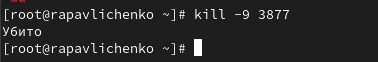 [root@rapavlichenko ~]# kill -9 3877
Убито
[root@rapavlichenko ~]#